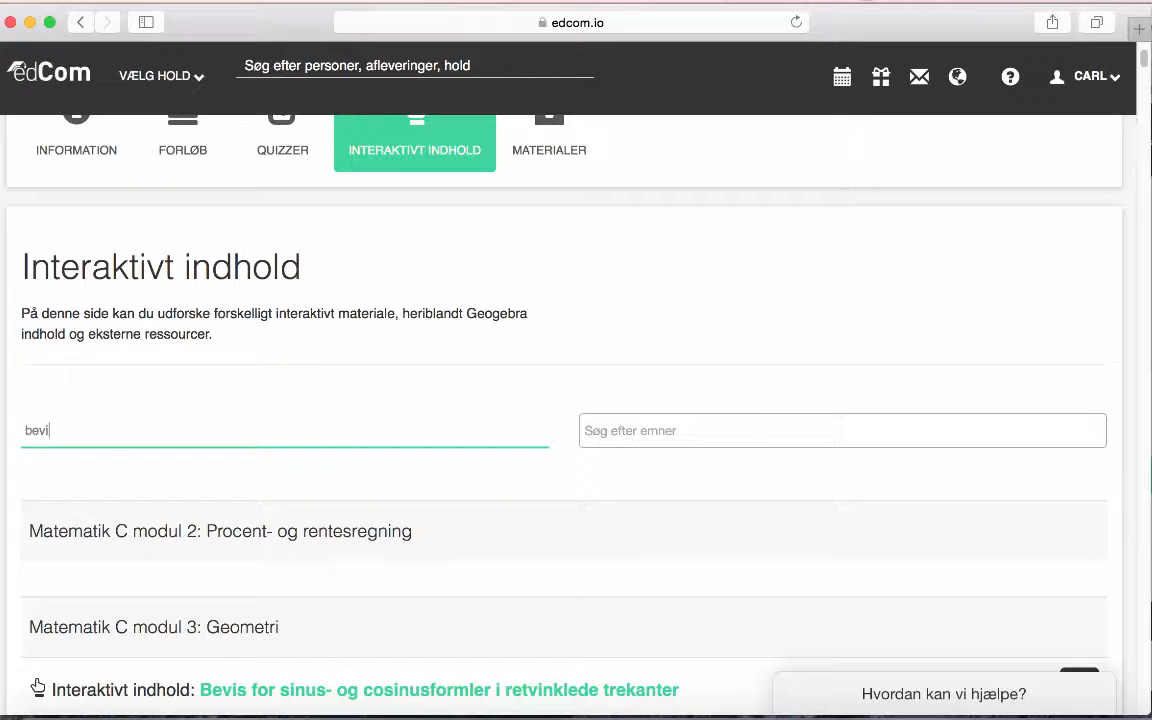 edcom.io
edCom
VÆLG HOLD
Søg efter personer, afleveringer, hold
CARL
INFORMATION
FORLØB
QUIZZER
INTERAKTIVT INDHOLD
MATERIALER
Interaktivt indhold
På denne side kan du udforske forskelligt interaktivt materiale, heriblandt Geogebra
indhold og eksterne ressourcer.
bevi
Søg efter emner
Matematik C modul 2: Procent- og rentesregning
Matematik C modul 3: Geometri
Interaktivt indhold: Bevis for sinus- og cosinusformler i retvinklede trekanter
Hvordan kan vi hjælpe?